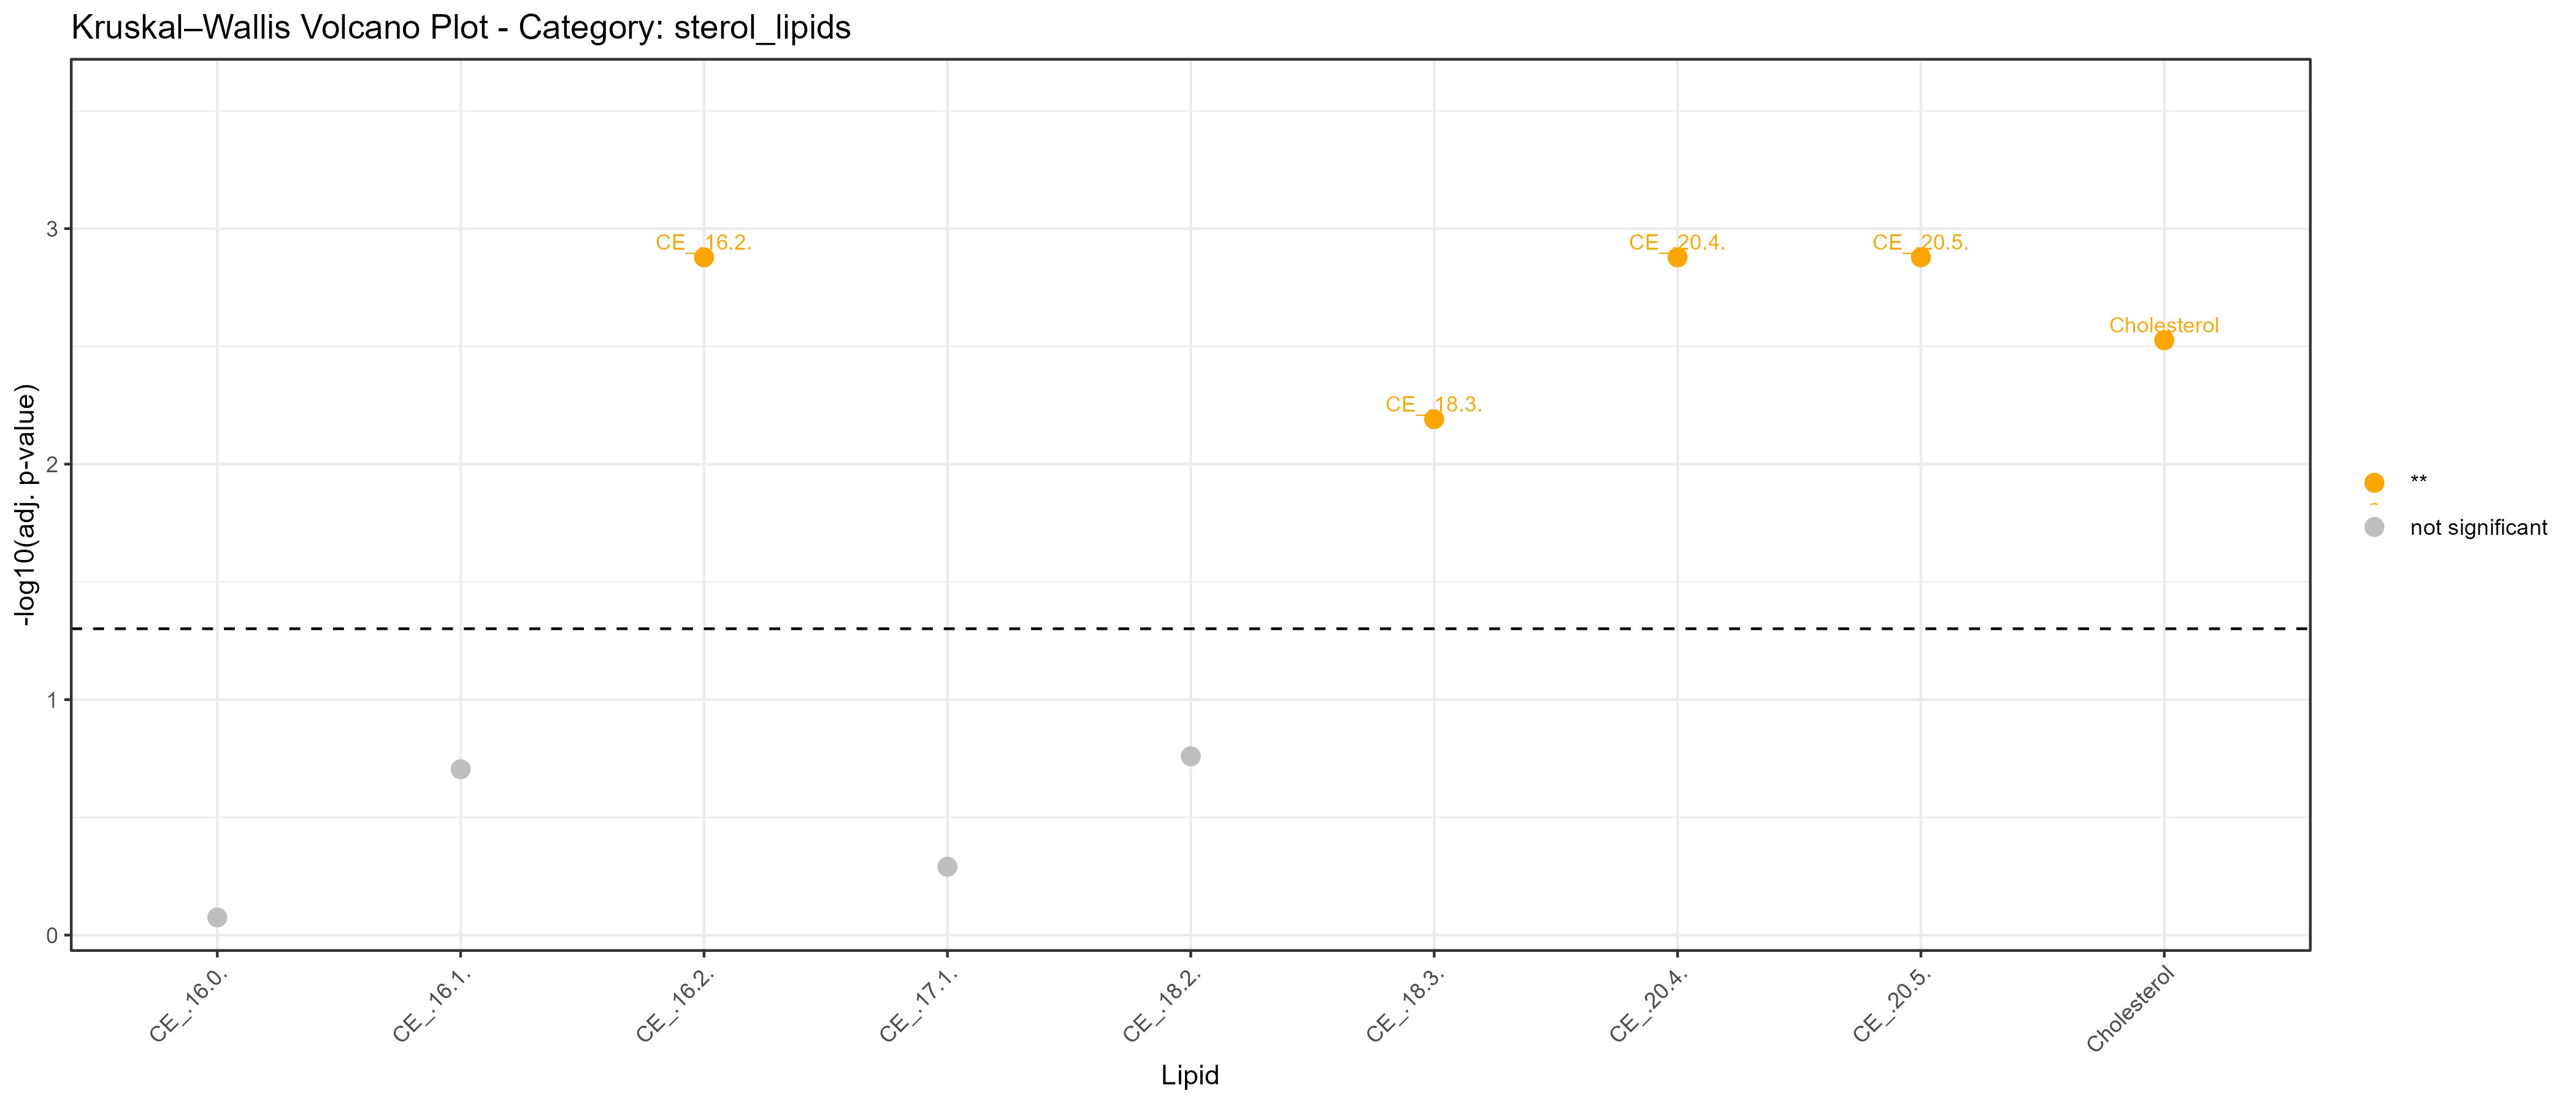 Kruskal–Wallis Volcano Plot - Category: sterol_lipids
-log10(adj. p-value)
3
2
1
0
CE_.16.2.
CE_.20.4.
CE_.20.5.
Cholesterol
CE_.18.3.
**
not significant
CE_.16.0.
CE_.16.1.
CE_.16.2.
CE_.17.1.
CE_.18.2.
CE_.18.3.
CE_.20.4.
CE_.20.5.
Cholesterol
Lipid